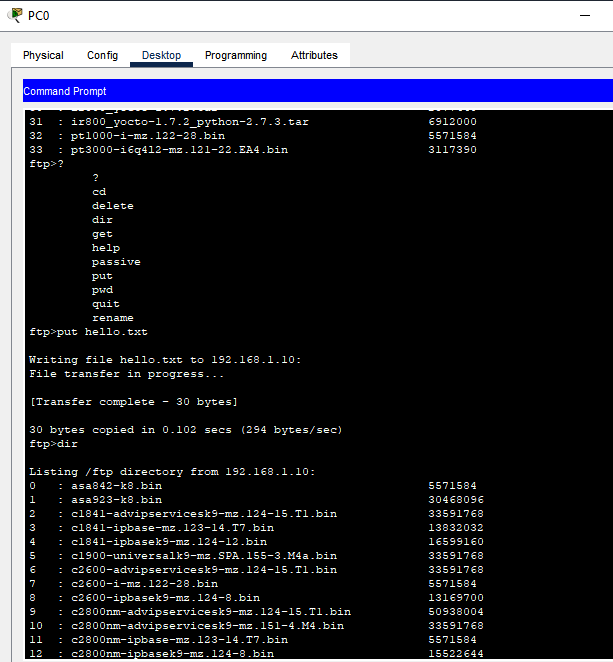 PC0
Physical Config Desktop Programming Attributes
Command Prompt
31 : ir800_yocto-1.7.2_python-2.7.3.tar 6912000
32 : pt1000-i-mz.122-28.bin 5571584
33 : pt3000-i6q4l2-mz.121-22.EA4.bin 3117390
ftp>?
?
cd
delete
dir
get
help
passive
put
pwd
quit
rename
ftp>put hello.txt
Writing file hello.txt to 192.168.1.10:
File transfer in progress...
[Transfer complete - 30 bytes]
30 bytes copied in 0.102 secs (294 bytes/sec)
ftp>dir
Listing /ftp directory from 192.168.1.10:
0 : asa842-k8.bin 5571584
1 : asa923-k8.bin 30468096
2 : c1841-advipservicesk9-mz.124-15.T1.bin 33591768
3 : c1841-ipbase-mz.123-14.T7.bin 13832032
4 : c1841-ipbasek9-mz.124-12.bin 16599160
5 : c1900-universalk9-mz.SPA.155-3.M4a.bin 33591768
6 : c2600-advipservicesk9-mz.124-15.T1.bin 33591768
7 : c2600-i-mz.122-28.bin 5571584
8 : c2600-ipbasek9-mz.124-8.bin 13169700
9 : c2800nm-advipservicesk9-mz.124-15.T1.bin 50938004
10 : c2800nm-advipservicesk9-mz.151-4.M4.bin 33591768
11 : c2800nm-ipbase-mz.123-14.T7.bin 5571584
12 : c2800nm-ipbasek9-mz.124-8.bin 15522644